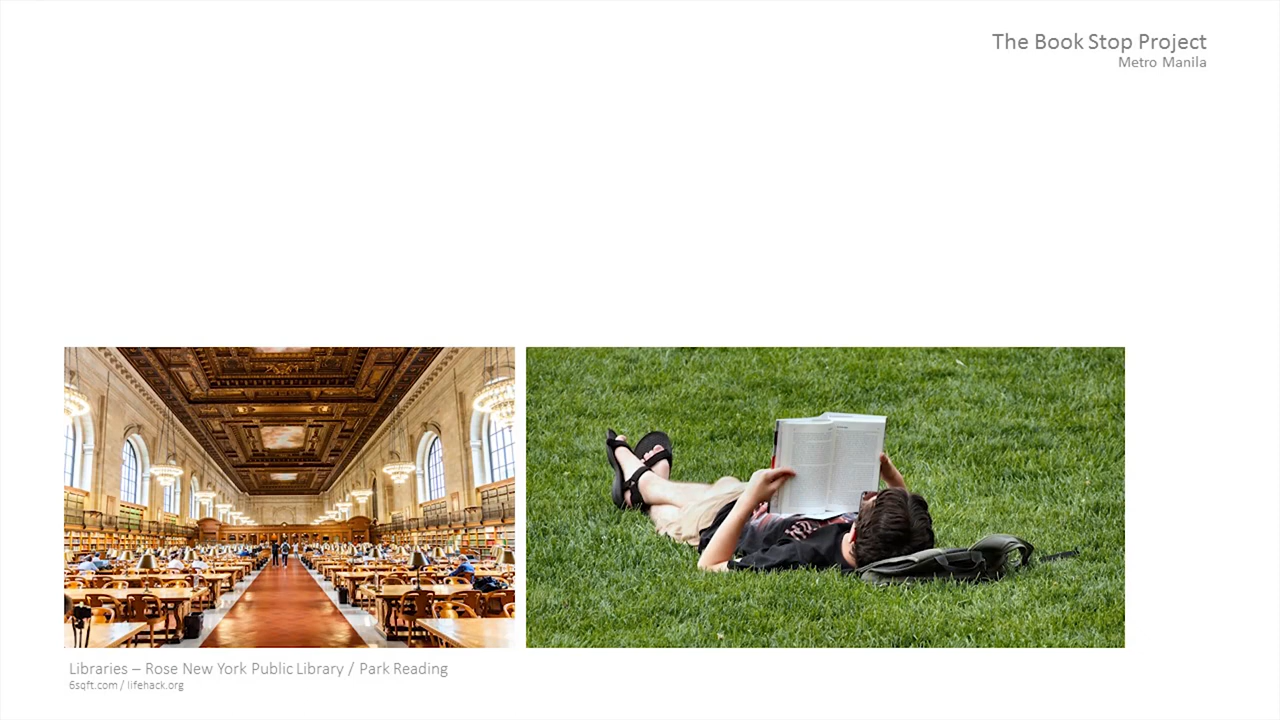 The Book Stop Project
Metro Manila
Libraries – Rose New York Public Library / Park Reading
6sqft.com / lifehack.org